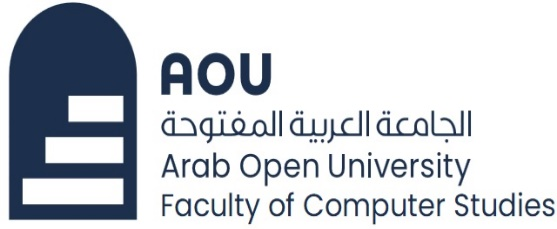 AOU
الجامعة العربية المفتوحة
Arab Open University
Faculty of Computer Studies